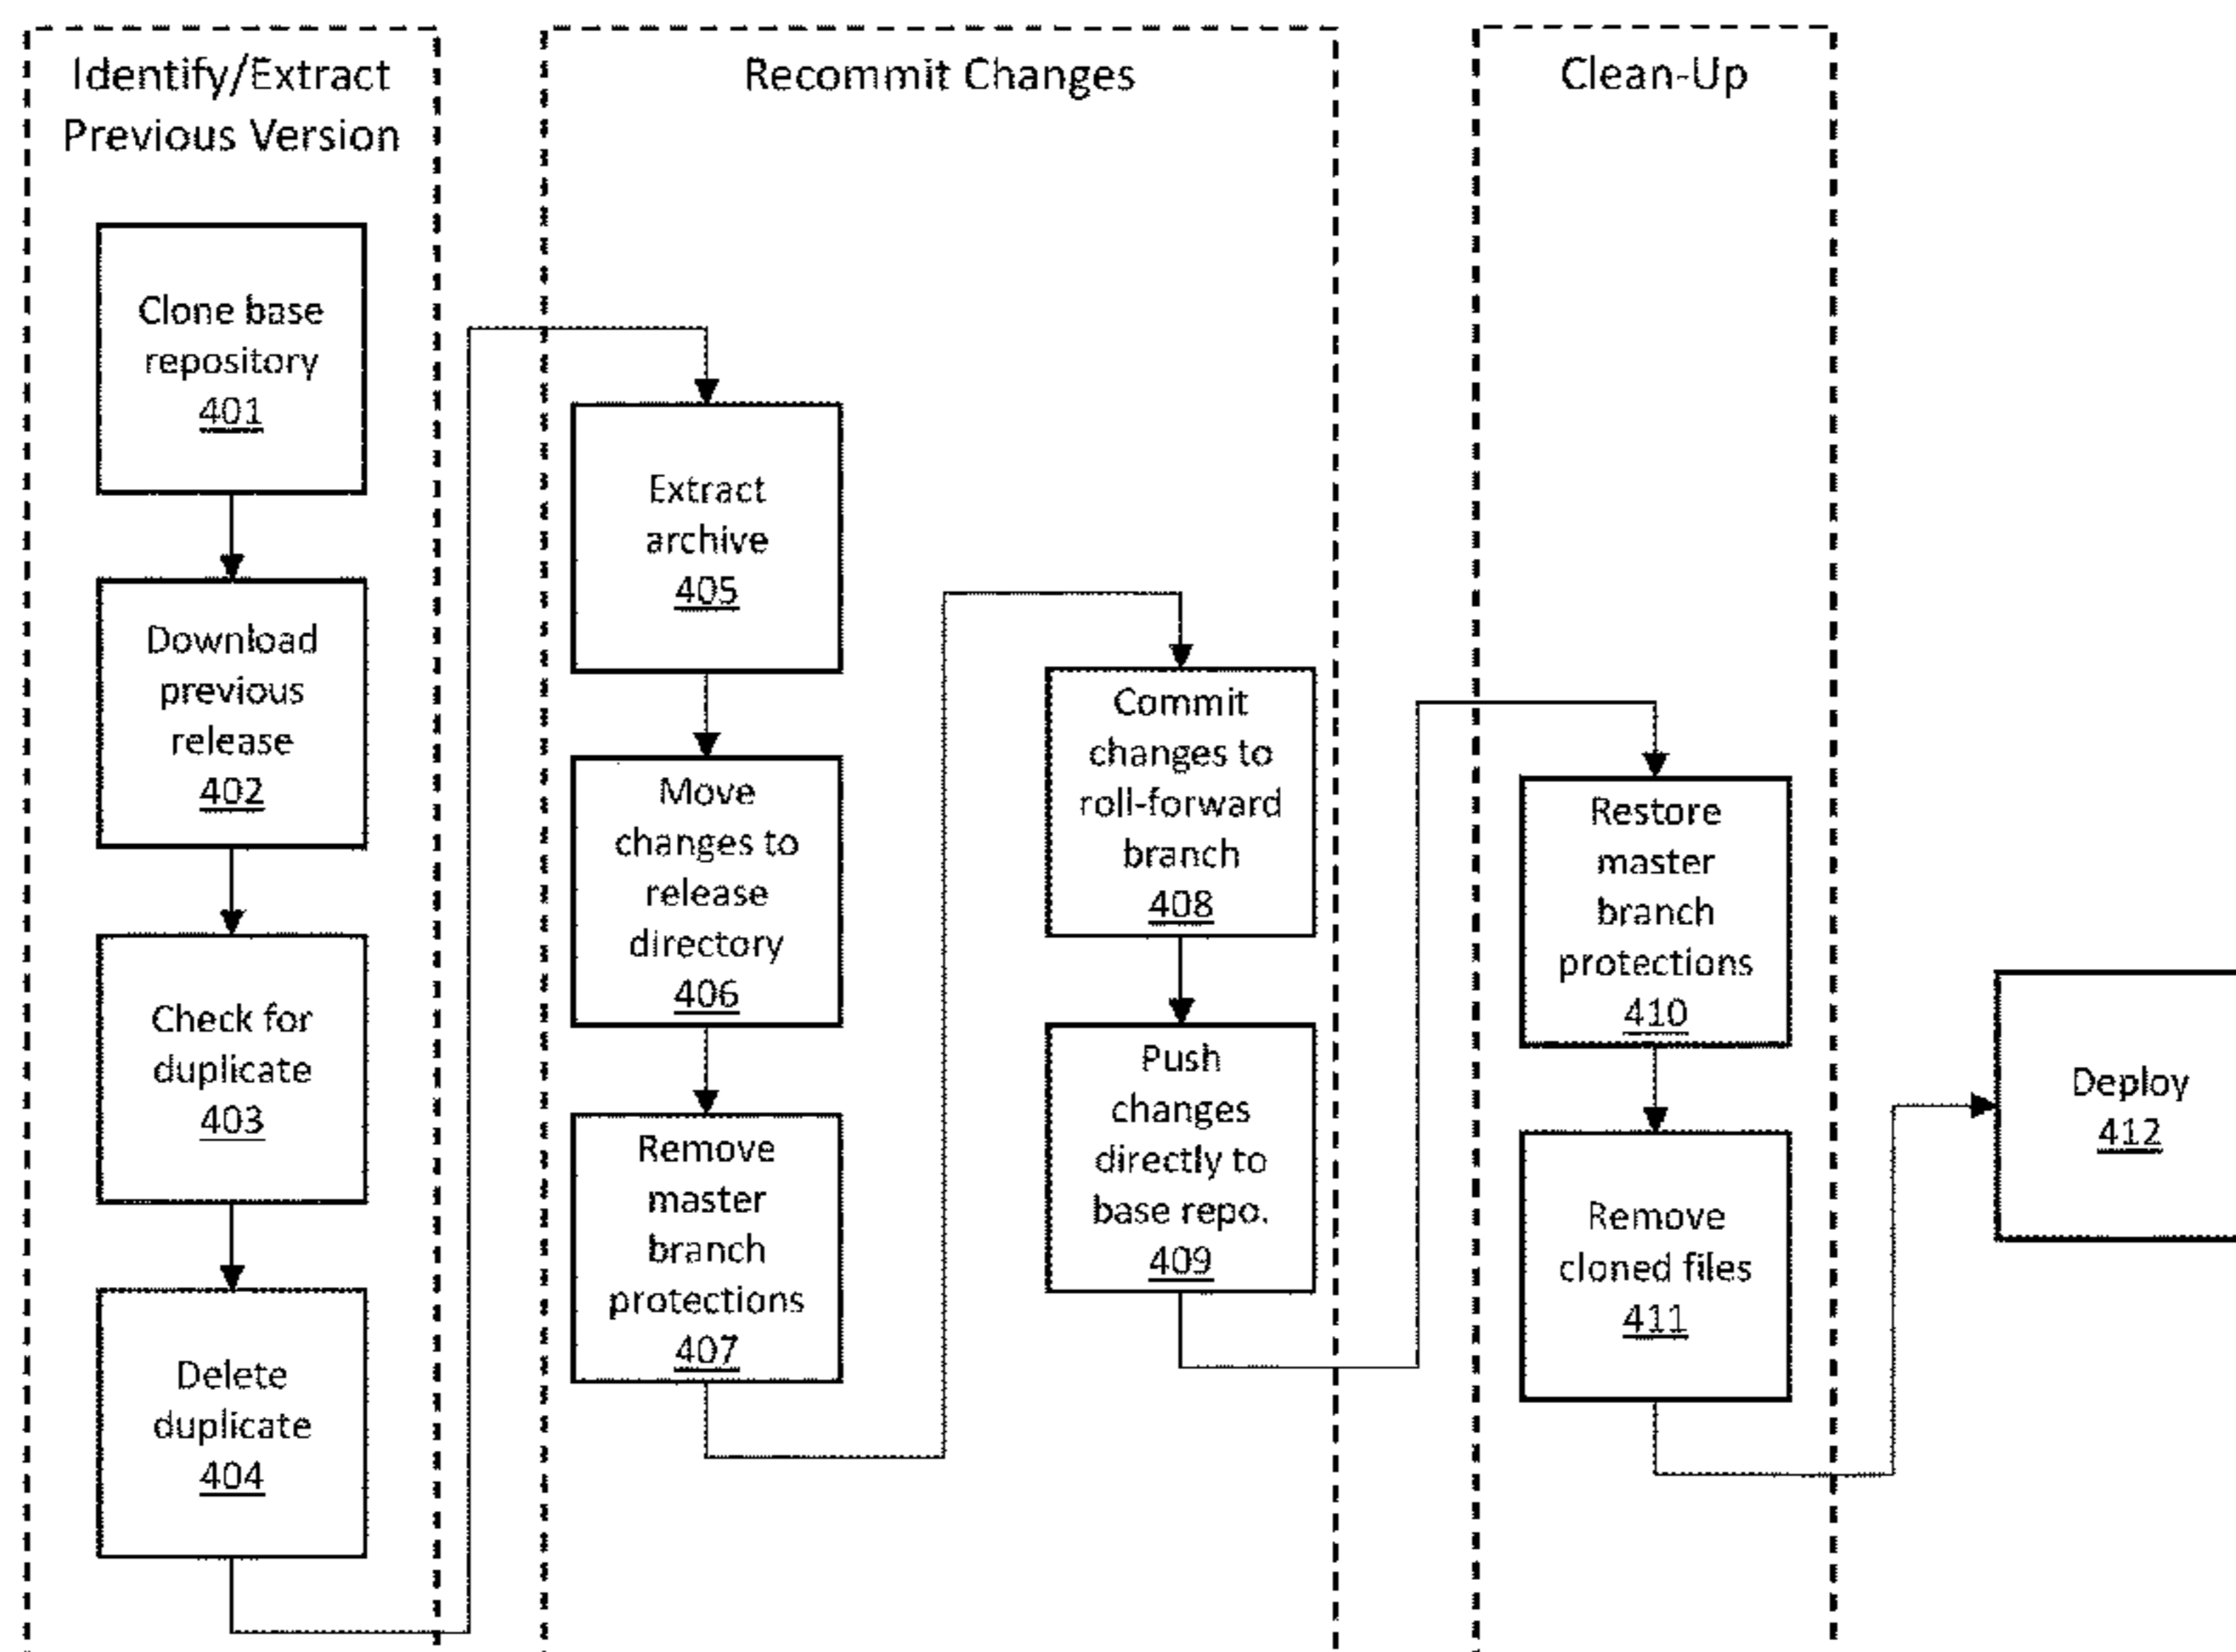 Identify/Extract
Previous Version
Clone base
repository
401
Download
previous
release
402
Check for
duplicate
403
Delete
duplicate
404
Recommit Changes
Extract
archive
405
Move
changes to
release
directory
406
Remove
master
branch
protections
407
Commit
changes to
roll-forward
branch
408
Push
changes
directly to
base repo.
409
Clean-Up
Restore
master
branch
protections
410
Remove
cloned files
411
Deploy
412